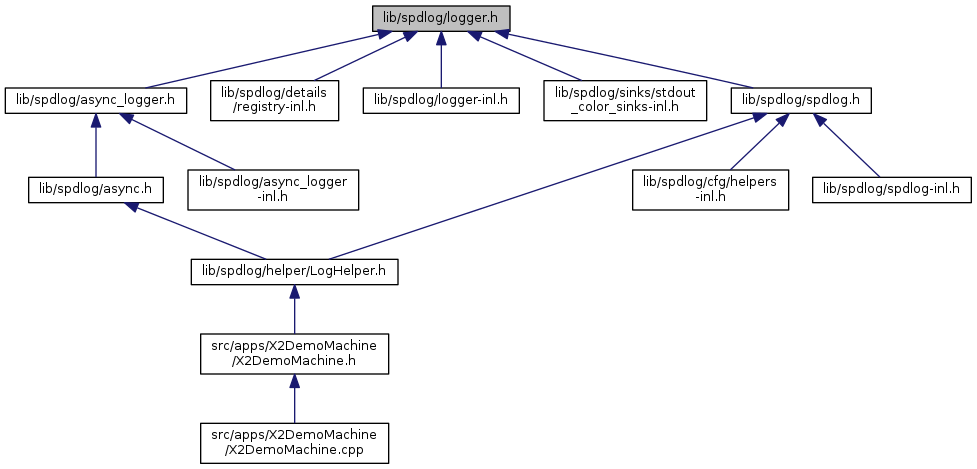 lib/spdlog/logger.h
lib/spdlog/async_logger.h
lib/spdlog/details
/registry-inl.h
lib/spdlog/logger-inl.h
lib/spdlog/sinks/stdout
_color_sinks-inl.h
lib/spdlog/spdlog.h
lib/spdlog/async.h
lib/spdlog/async_logger
-inl.h
lib/spdlog/cfg/helpers
-inl.h
lib/spdlog/spdlog-inl.h
lib/spdlog/helper/LogHelper.h
src/apps/X2DemoMachine
/X2DemoMachine.h
src/apps/X2DemoMachine
/X2DemoMachine.cpp